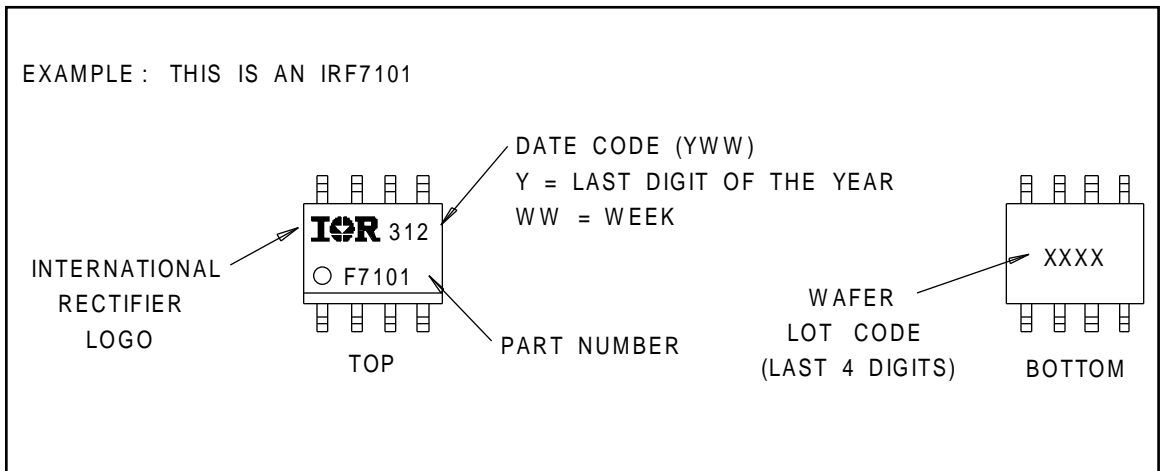 EXAMPLE : THIS IS AN IRF7101
DATE CODE (YWW)
Y = LAST DIGIT OF THE YEAR
WW = WEEK
IOR 312
F7101
INTERNATIONAL
RECTIFIER
LOGO
TOP
PART NUMBER
XXXX
WAFER
LOT CODE
(LAST 4 DIGITS)
BOTTOM